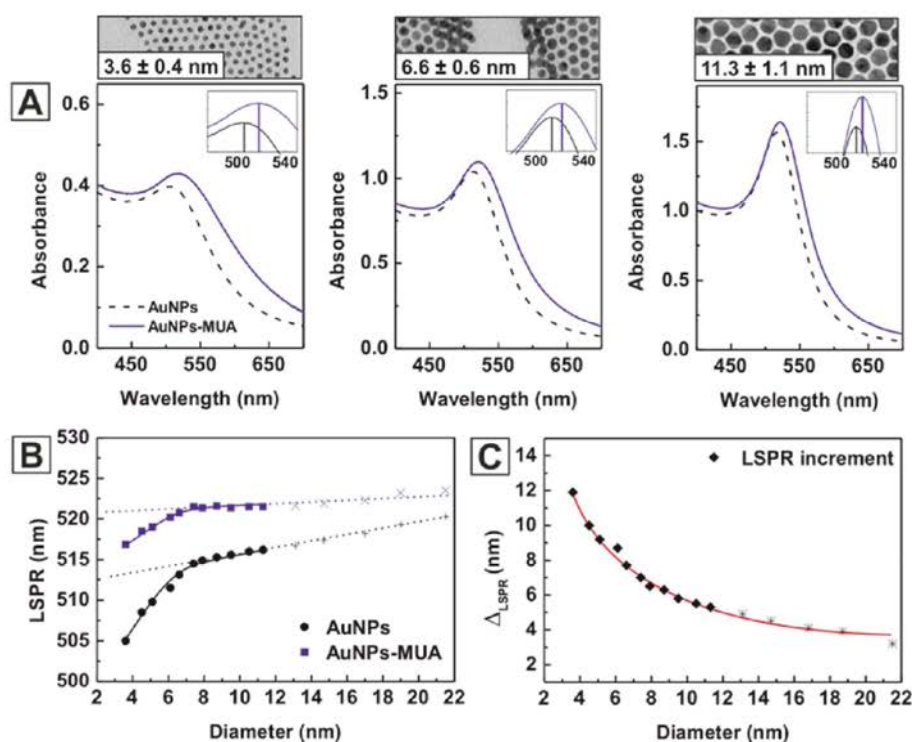 3.6 ± 0.4 nm
6.6 ± 0.6 nm
11.3 ± 1.1 nm
A
0.6
0.4
0.2
0.0
Absorbance
500 540
AuNPs
AuNPs-MUA
450 550 650
Wavelength (nm)
1.5
1.0
0.5
0.0
Absorbance
500 540
450 550 650
Wavelength (nm)
1.5
1.0
0.5
0.0
Absorbance
500 540
450 550 650
Wavelength (nm)
B
530
525
520
515
510
505
500
LSPR (nm)
AuNPs
AuNPs-MUA
2 4 6 8 10 12 14 16 18 20 22
Diameter (nm)
C
14
12
10
8
6
4
2
Δ LSPR (nm)
LSPR increment
2 4 6 8 10 12 14 16 18 20 22
Diameter (nm)